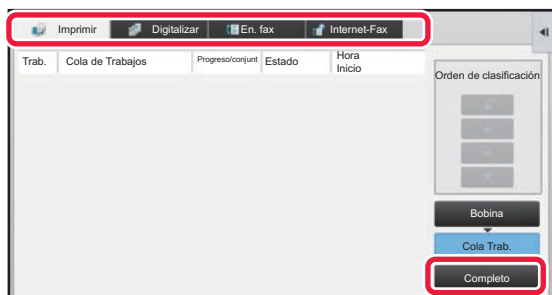 Imprimir Digitalizar En. fax Internet-Fax
Trab. Cola de Trabajos Progreso/conjunt Estado Hora
Inicio
Orden de clasificación
Bobina
Cola Trab.
Completo